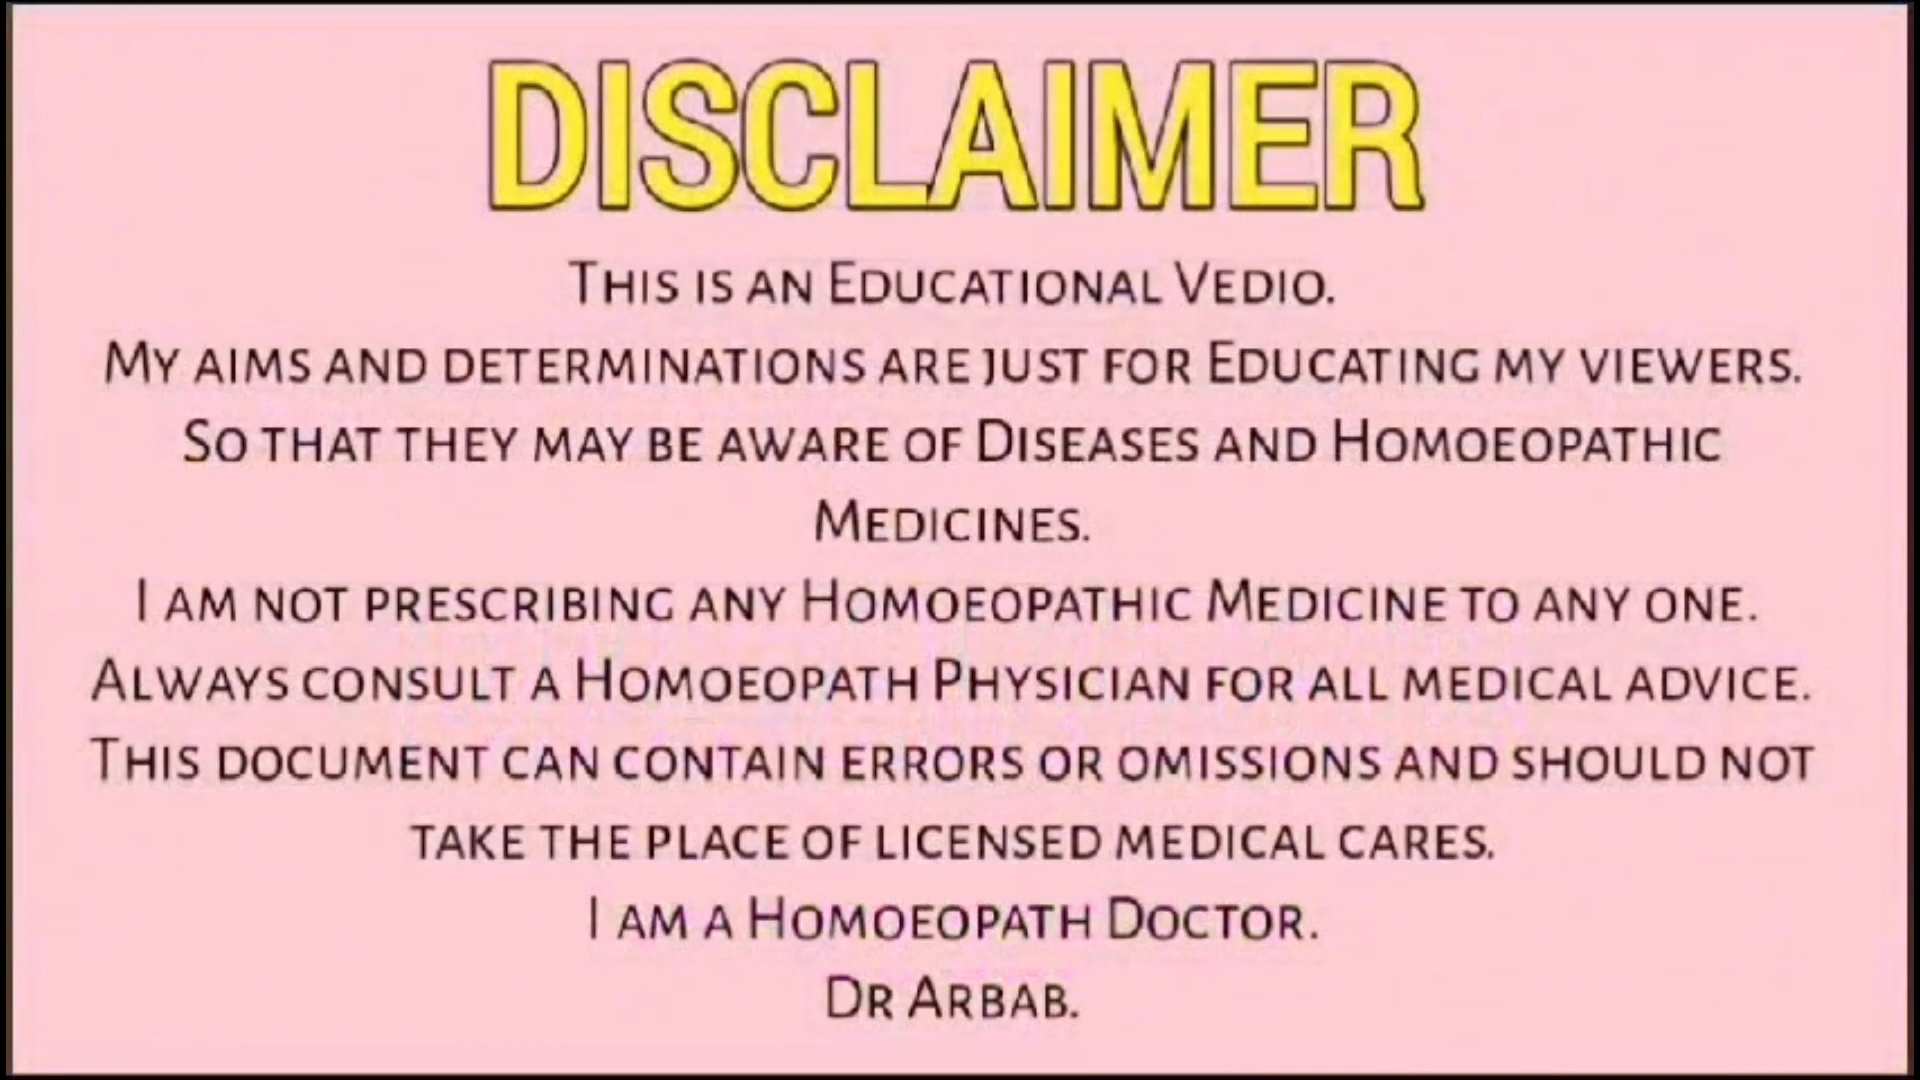 DISCLAIMER
This is an Educational Vedio.
My aims and determinations are just for Educating my viewers.
So that they may be aware of Diseases and Homoeopathic
Medicines.
I am not prescribing any Homoeopathic Medicine to any one.
Always consult a Homoeopath Physician for all medical advice.
This document can contain errors or omissions and should not
take the place of licensed medical cares.
I am a Homoeopath Doctor.
Dr Arbab.